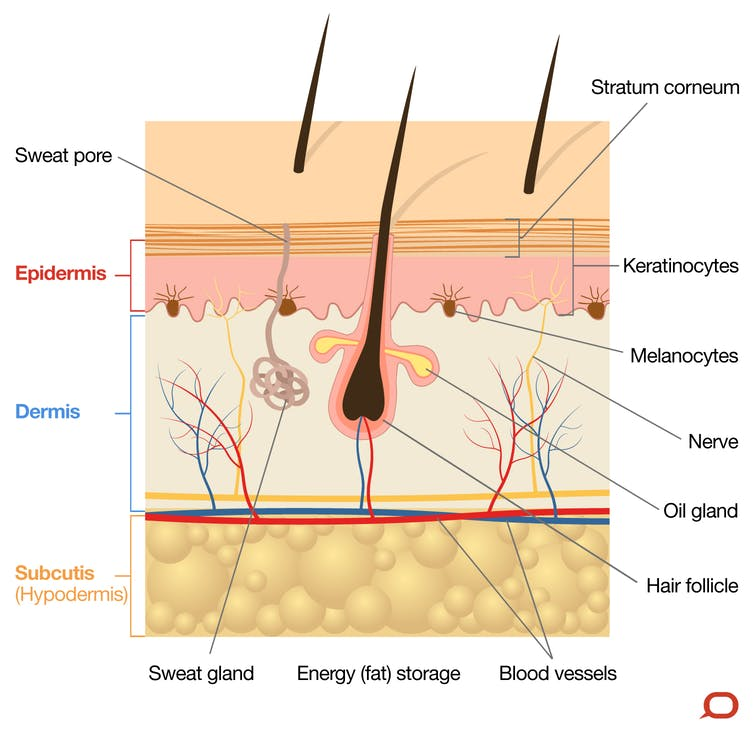 Stratum corneum
Sweat pore
Epidermis
Keratinocytes
Melanocytes
Dermis
Nerve
Oil gland
Subcutis
(Hypodermis)
Hair follicle
Sweat gland
Energy (fat) storage
Blood vessels